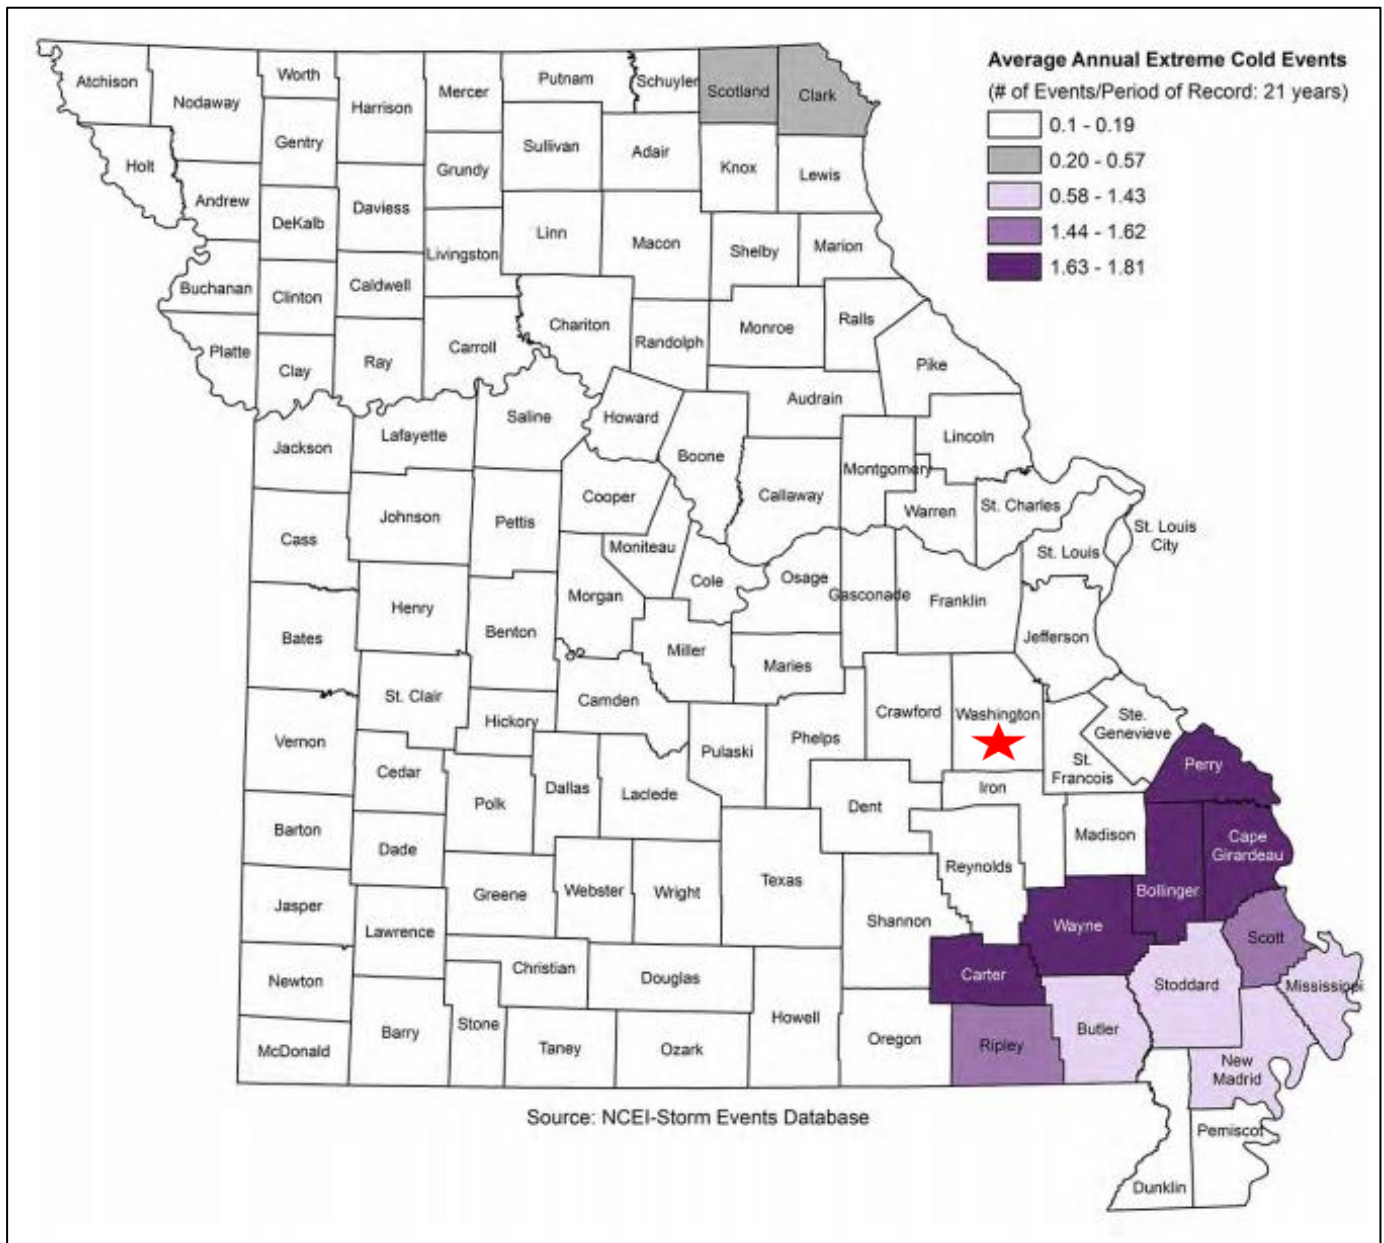 Average Annual Extreme Cold Events
(# of Events/Period of Record: 21 years)
0.1 - 0.19
0.20 - 0.57
0.58 - 1.43
1.44 - 1.62
1.63 - 1.81
Atchison
Nodaway
Worth
Harrison
Mercer
Putnam
Schuyler
Scotland
Clark
Holt
Gentry
Grundy
Sullivan
Adair
Knox
Lewis
Andrew
DeKalb
Daviess
Livingston
Linn
Macon
Shelby
Marion
Buchanan
Clinton
Caldwell
Chariton
Randolph
Monroe
Ralls
Pike
Platte
Clay
Ray
Carroll
Audrain
Jackson
Lafayette
Saline
Howard
Boone
Callaway
Montgomery
Lincoln
Warren
St. Charles
St. Louis
St. Louis
City
Cass
Johnson
Pettis
Cooper
Moniteau
Cole
Osage
Gasconade
Franklin
Jefferson
Bates
Henry
Benton
Morgan
Miller
Maries
Vernon
St. Clair
Hickory
Camden
Pulaski
Phelps
Crawford
Washington
St.
Francois
Ste.
Genevieve
Perry
Cedar
Polk
Dallas
Laclede
Dent
Iron
Madison
Bollinger
Cape
Girardeau
Barton
Dade
Greene
Webster
Wright
Texas
Shannon
Reynolds
Wayne
Scott
Jasper
Lawrence
Christian
Douglas
Howell
Carter
Stoddard
Mississippi
Newton
McDonald
Barry
Stone
Taney
Ozark
Oregon
Ripley
Butler
New
Madrid
Pemiscot
Dunklin
Source: NCEI-Storm Events Database